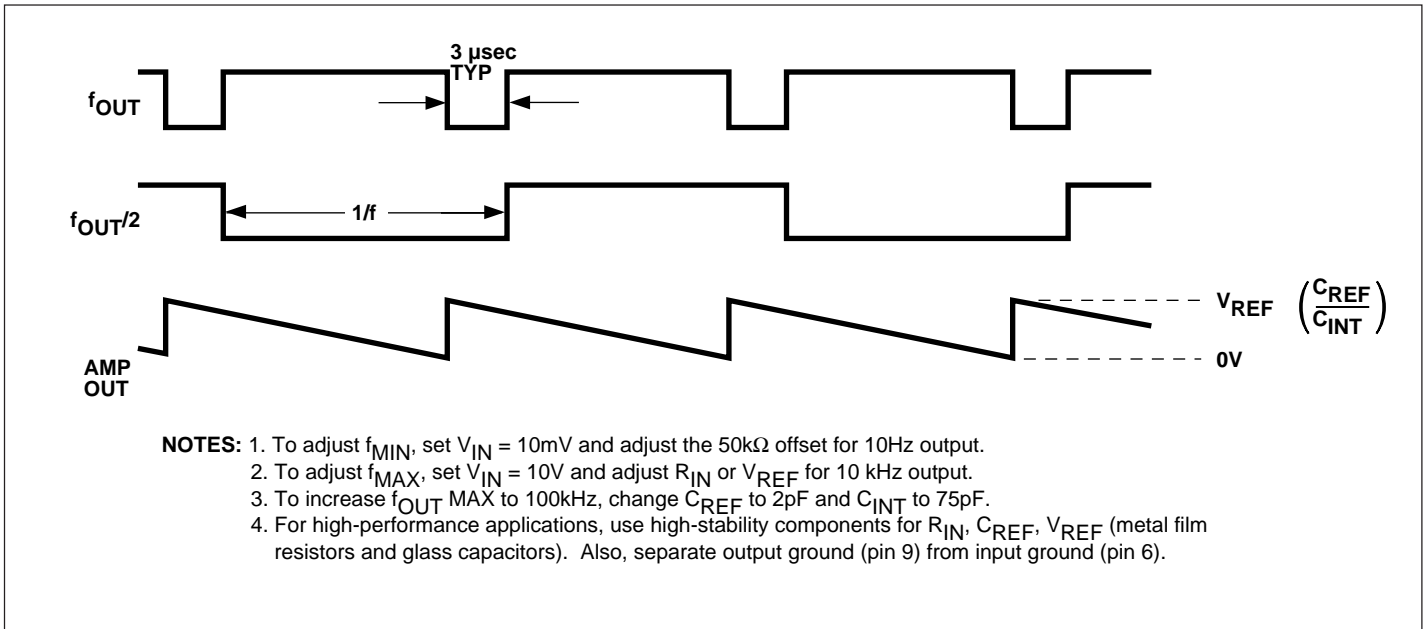 3 µsec
TYP
fOUT
fOUT/2
1/f
VREF (CREF/CINT)
0V
AMP
OUT
NOTES: 1. To adjust fMIN, set VIN = 10mV and adjust the 50kΩ offset for 10Hz output.
2. To adjust fMAX, set VIN = 10V and adjust RIN or VREF for 10 kHz output.
3. To increase fOUT MAX to 100kHz, change CREF to 2pF and CINT to 75pF.
4. For high-performance applications, use high-stability components for RIN, CREF, VREF (metal film
resistors and glass capacitors). Also, separate output ground (pin 9) from input ground (pin 6).